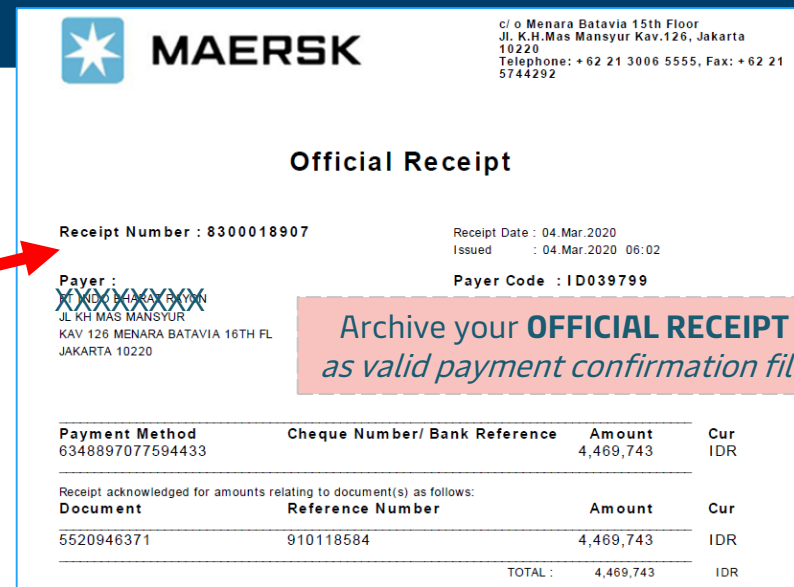 MAERSK
c/ o Menara Batavia 15th Floor
Jl. K.H.Mas Mansyur Kav.126, Jakarta
10220
Telephone: + 62 21 3006 5555, Fax: + 62 21
5744292
Official Receipt
Receipt Number : 8300018907
Receipt Date : 04.Mar.2020
Issued : 04.Mar.2020 06:02
Payer :
Payer Code : ID039799
XXXXXXXXXX
PT INDO BHARAT RAYON
JL KH MAS MANSYUR
KAV 126 MENARA BATAVIA 16TH FL
JAKARTA 10220
Archive your OFFICIAL RECEIPT
as valid payment confirmation fil
Payment Method Cheque Number/ Bank Reference Amount Cur
6348897077594433 4,469,743 IDR
Receipt acknowledged for amounts relating to document(s) as follows:
Document Reference Number Amount Cur
5520946371 910118584 4,469,743 IDR
TOTAL : 4,469,743 IDR